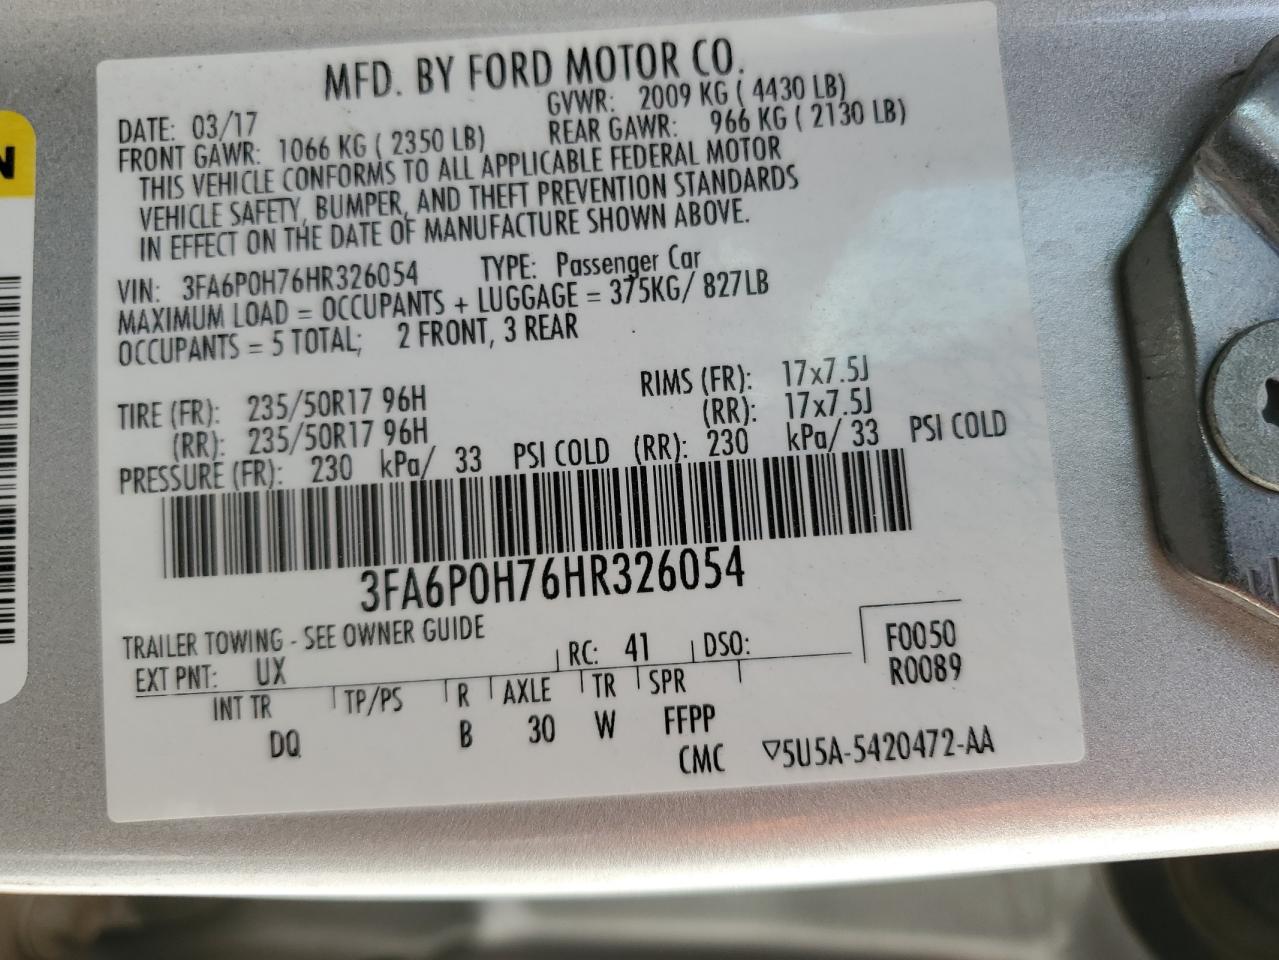 MFD. BY FORD MOTOR CO.
DATE: 03/17 GVWR: 2009 KG ( 4430 LB)
FRONT GAWR: 1066 KG ( 2350 LB) REAR GAWR: 966 KG ( 2130 LB)
THIS VEHICLE CONFORMS TO ALL APPLICABLE FEDERAL MOTOR
VEHICLE SAFETY, BUMPER, AND THEFT PREVENTION STANDARDS
IN EFFECT ON THE DATE OF MANUFACTURE SHOWN ABOVE.
VIN: 3FA6P0H76HR326054 TYPE: Passenger Car
MAXIMUM LOAD = OCCUPANTS + LUGGAGE = 375KG/ 827LB
OCCUPANTS = 5 TOTAL; 2 FRONT, 3 REAR
TIRE (FR): 235/50R17 96H RIMS (FR): 17x7.5J
(RR): 235/50R17 96H (RR): 17x7.5J
PRESSURE (FR): 230 kPa/ 33 PSI COLD (RR): 230 kPa/ 33 PSI COLD
3FA6P0H76HR326054
TRAILER TOWING - SEE OWNER GUIDE
EXT PNT: UX RC: 41 DSO: F0050
R0089
INT TR TP/PS R AXLE TR SPR
DQ B 30 W FFPP
CMC ▽5U5A-5420472-AA
N